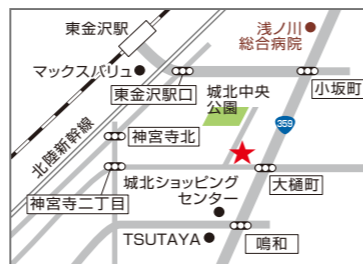 東金沢駅
浅ノ川
総合病院
マックスバリュ
東金沢駅口
城北中央
公園
小坂町
北陸新幹線
神宮寺北
359
神宮寺二丁目
城北ショッピング
センター
大樋町
TSUTAYA
鳴和